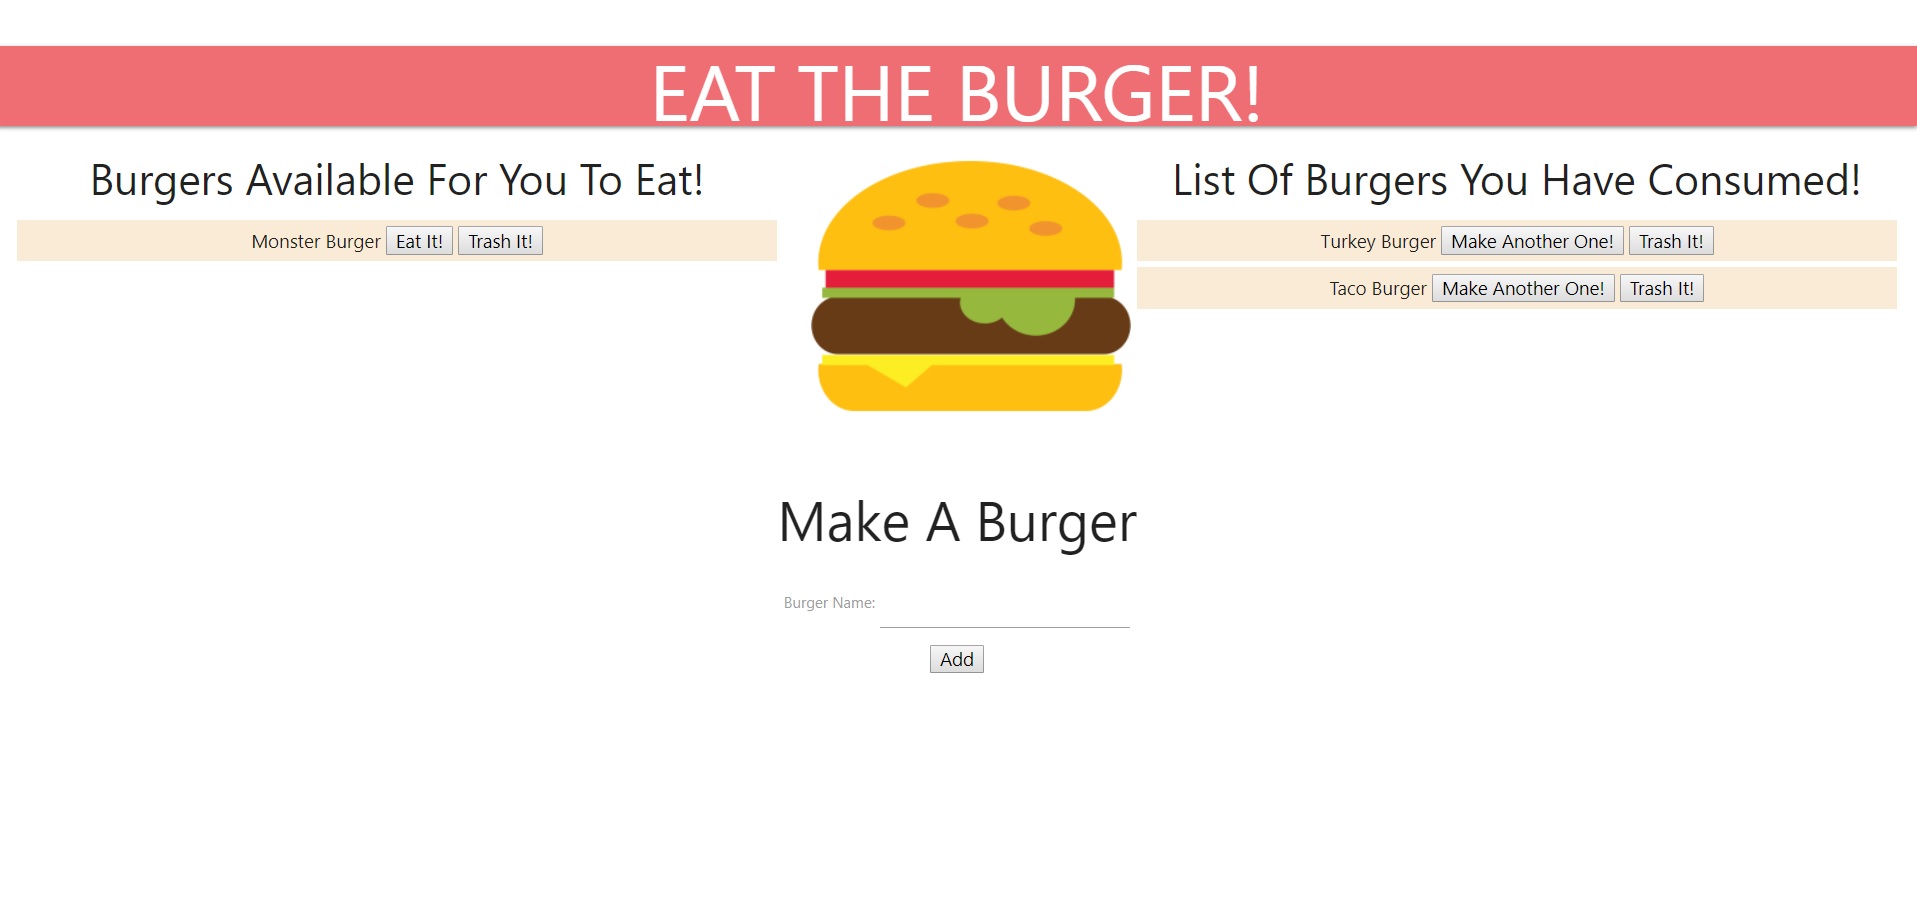 EAT THE BURGER!
Burgers Available For You To Eat!
Monster Burger Eat It! Trash It!
List Of Burgers You Have Consumed!
Turkey Burger Make Another One! Trash It!
Taco Burger Make Another One! Trash It!
Make A Burger
Burger Name:
Add